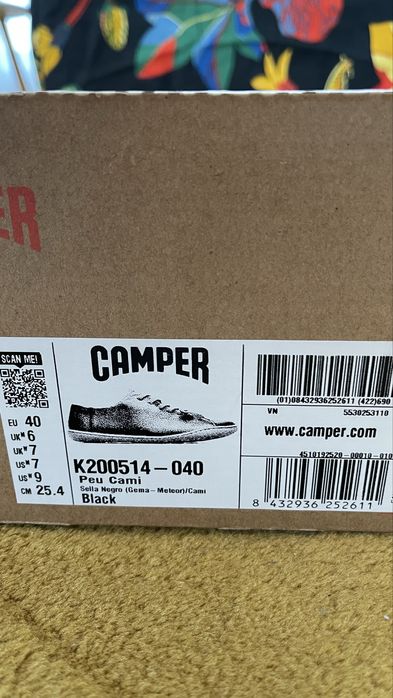 ER
SCAN ME!
CAMPER
EU 40
UK M 6
UK W 7
US M 7
US W 9
CM 25.4
K200514-040
Peu Cami
Sella Negro (Gema-Meteor)/Cami
Black
(01)08432936252611 (422)690
VN 5530253110
www.camper.com
4510192520-00010-010
8 432936 252611